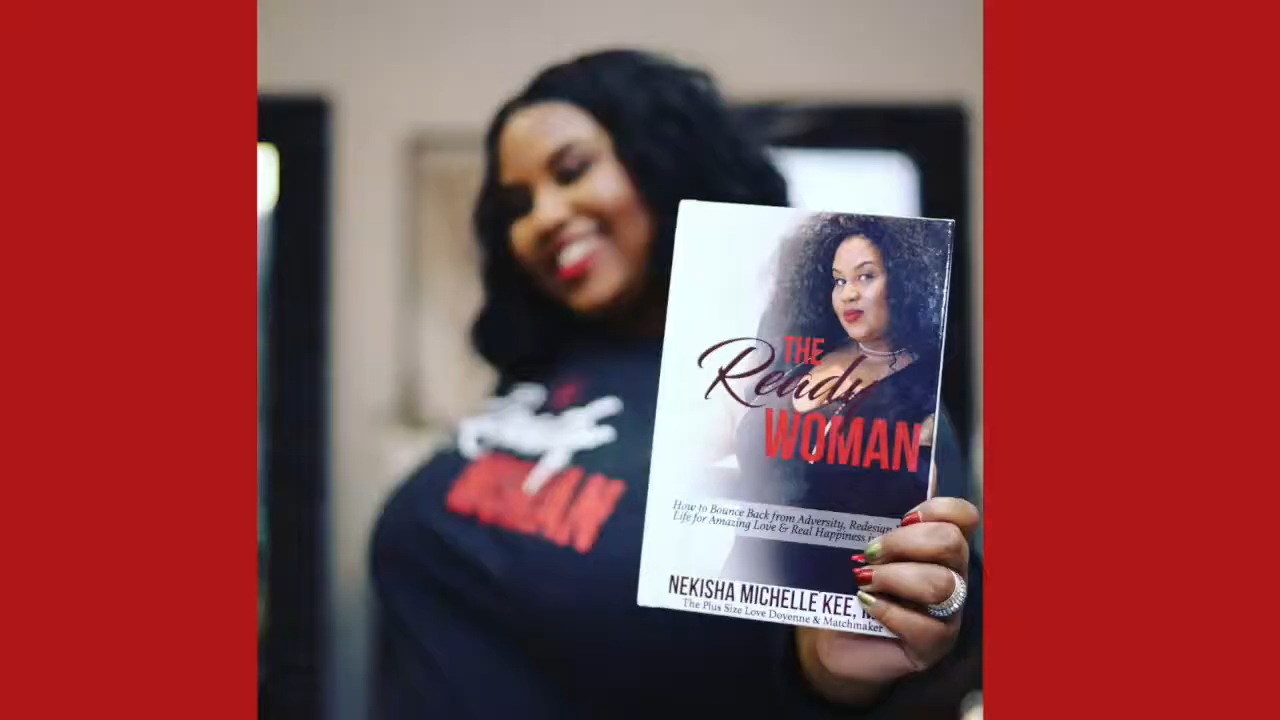 THE
Ready
WOMAN
How to Bounce Back from Adversity, Redesign
Life for Amazing Love & Real Happiness
NEKISHA MICHELLE KEE,
The Plus Size Love Doyenne & Matchmaker
WOMAN